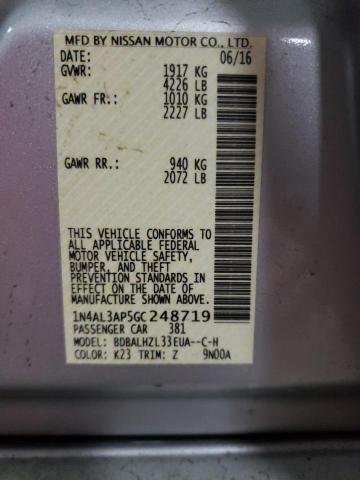 MFD BY NISSAN MOTOR CO., LTD.
DATE: 06/16
GVWR: 1917 KG
4226 LB
GAWR FR: 1010 KG
2227 LB
GAWR RR: 940 KG
2072 LB
THIS VEHICLE CONFORMS TO
ALL APPLICABLE FEDERAL
MOTOR VEHICLE SAFETY,
BUMPER, AND THEFT
PREVENTION STANDARDS IN
EFFECT ON THE DATE OF
MANUFACTURE SHOWN ABOVE.
1N4AL3AP5GC248719
PASSENGER CAR 381
MODEL: BDBALHZL33EUA--C-H
COLOR: K23 TRIM: Z 9N00A